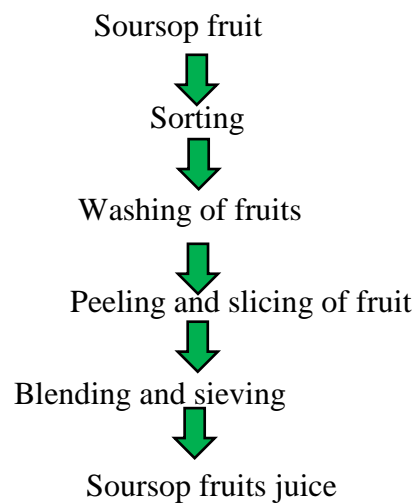 Soursop fruit
Sorting
Washing of fruits
Peeling and slicing of fruit
Blending and sieving
Soursop fruits juice